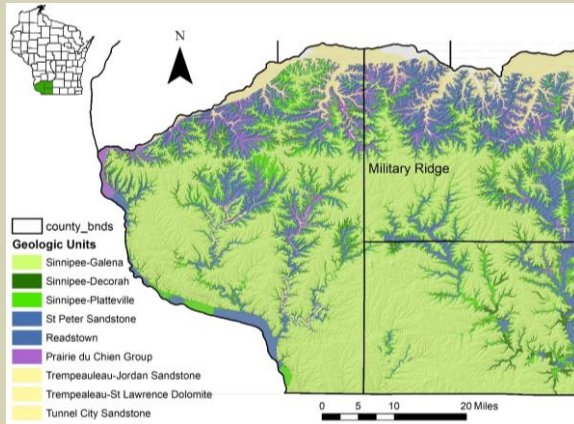 N
Military Ridge
county_bnds
Geologic Units
Sinnipee-Galena
Sinnipee-Decorah
Sinnipee-Platteville
St Peter Sandstone
Readstown
Prairie du Chien Group
Trempeauleau-Jordan Sandstone
Trempealeau-St Lawrence Dolomite
Tunnel City Sandstone
0 5 10 20 Miles